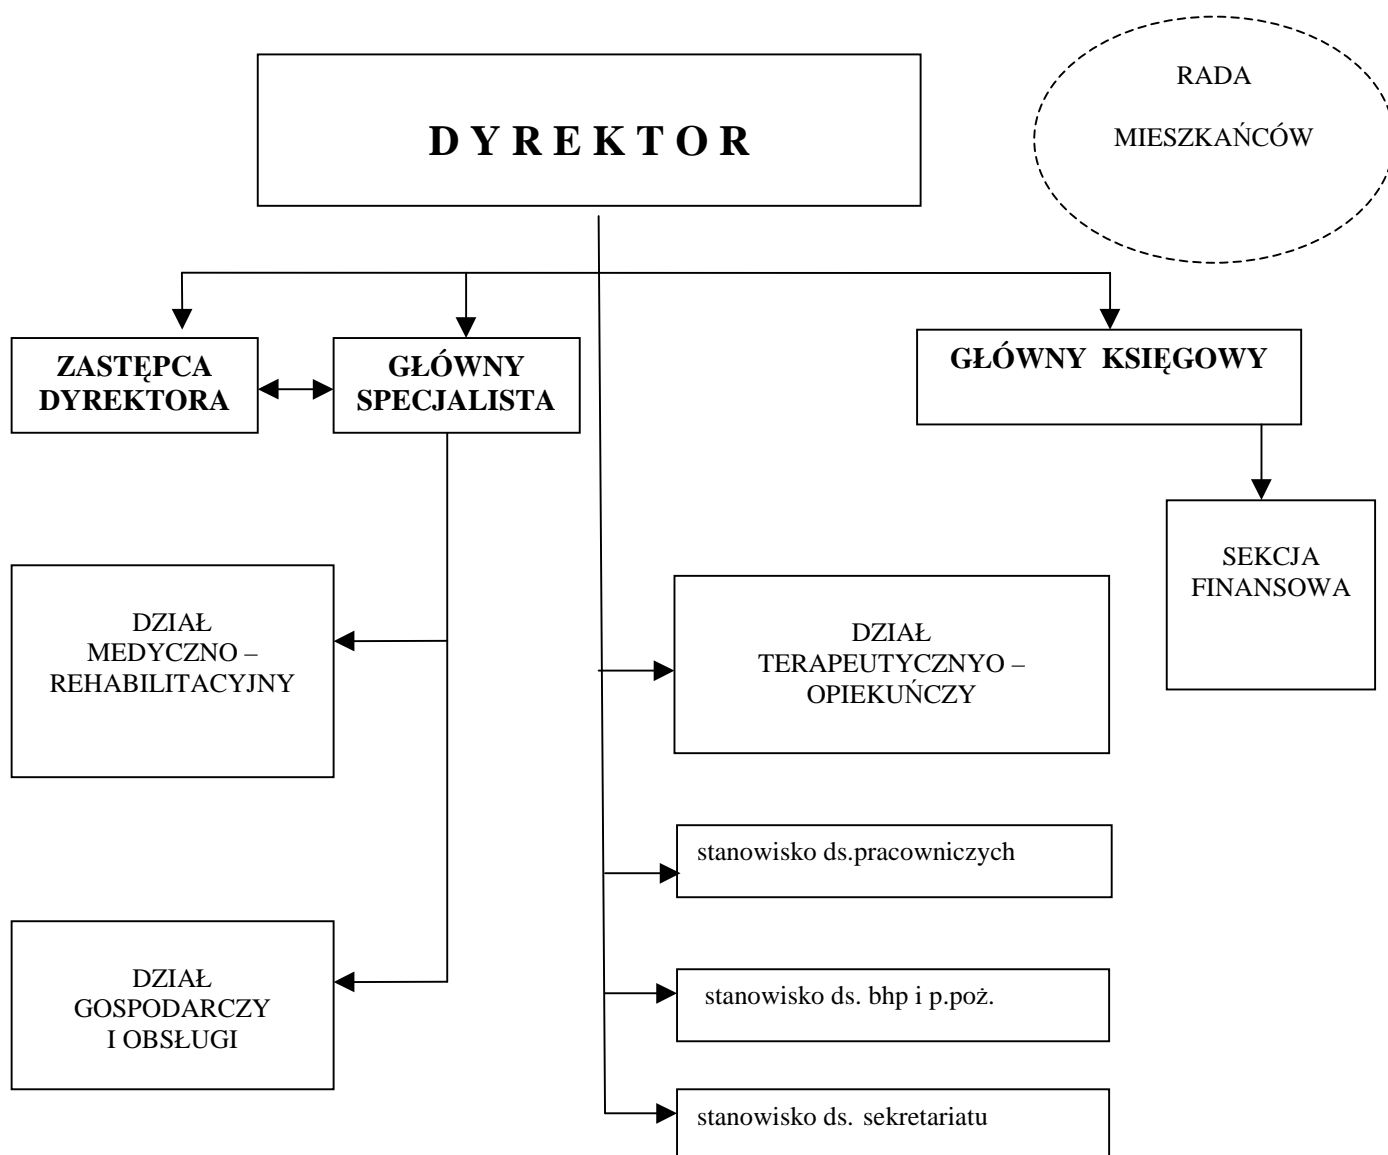 RADA
MIESZKAŃCÓW
D Y R E K T O R
ZASTĘPCA
DYREKTORA
GŁÓWNY
SPECJALISTA
GŁÓWNY KSIĘGOWY
SEKCJA
FINANSOWA
DZIAŁ
MEDYCZNO –
REHABILITACYJNY
DZIAŁ
TERAPEUTYCZNYO –
OPIEKUŃCZY
stanowisko ds.pracowniczych
DZIAŁ
GOSPODARCZY
I OBSŁUGI
stanowisko ds. bhp i p.poż.
stanowisko ds. sekretariatu